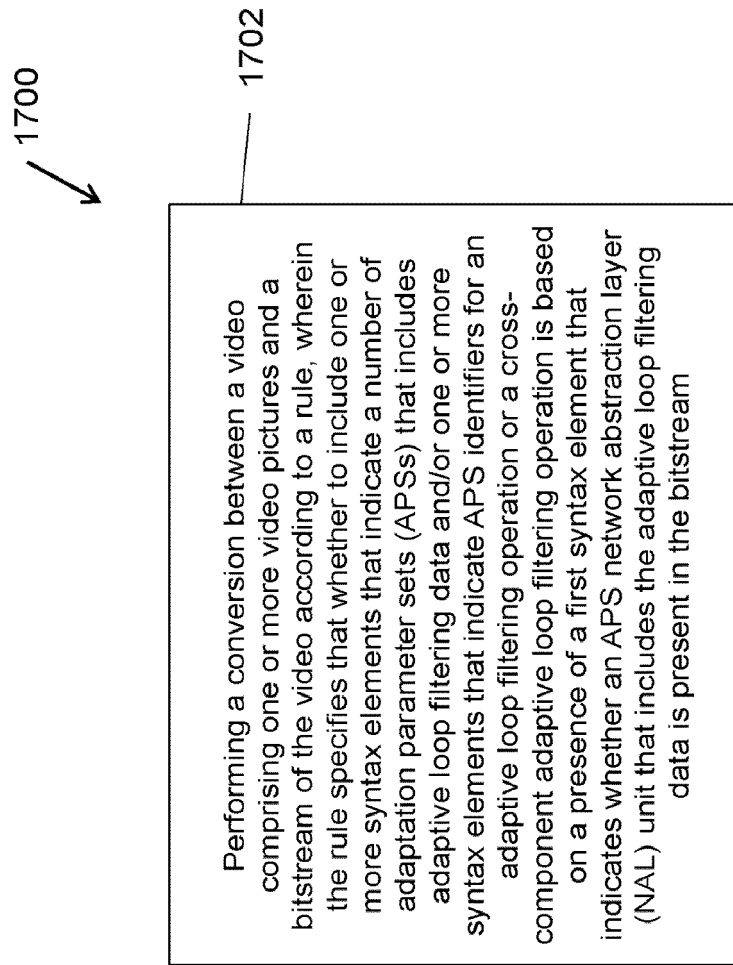 1700
1702
Performing a conversion between a video
comprising one or more video pictures and a
bitstream of the video according to a rule, wherein
the rule specifies that whether to include one or
more syntax elements that indicate a number of
adaptation parameter sets (APSs) that includes
adaptive loop filtering data and/or one or more
syntax elements that indicate APS identifiers for an
adaptive loop filtering operation or a cross-
component adaptive loop filtering operation is based
on a presence of a first syntax element that
indicates whether an APS network abstraction layer
(NAL) unit that includes the adaptive loop filtering
data is present in the bitstream